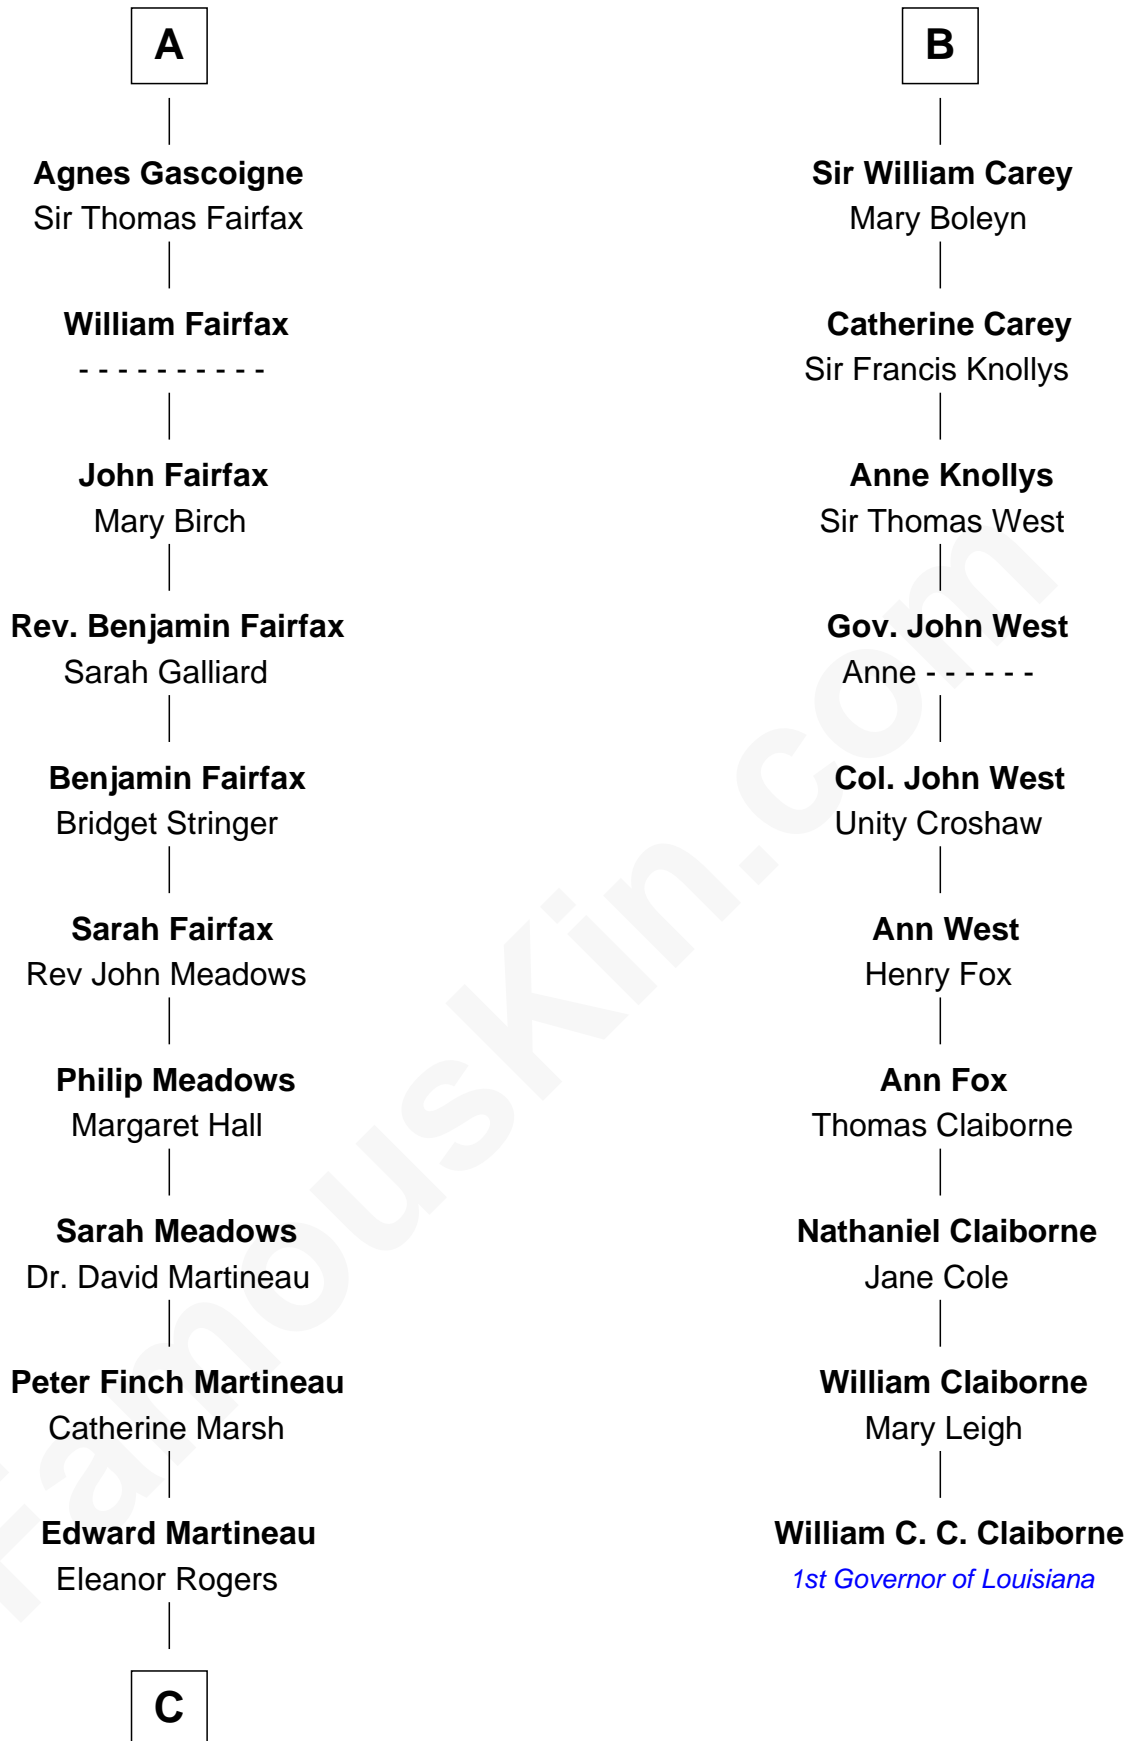 A
Agnes Gascoigne
Sir Thomas Fairfax
William Fairfax
- - - - - - - - - -
John Fairfax
Mary Birch
Rev. Benjamin Fairfax
Sarah Galliard
Benjamin Fairfax
Bridget Stringer
Sarah Fairfax
Rev John Meadows
Philip Meadows
Margaret Hall
Sarah Meadows
Dr. David Martineau
Peter Finch Martineau
Catherine Marsh
Edward Martineau
Eleanor Rogers
C
B
Sir William Carey
Mary Boleyn
Catherine Carey
Sir Francis Knollys
Anne Knollys
Sir Thomas West
Gov. John West
Anne - - - - - -
Col. John West
Unity Croshaw
Ann West
Henry Fox
Ann Fox
Thomas Claiborne
Nathaniel Claiborne
Jane Cole
William Claiborne
Mary Leigh
William C. C. Claiborne
1st Governor of Louisiana
FamousKin.com